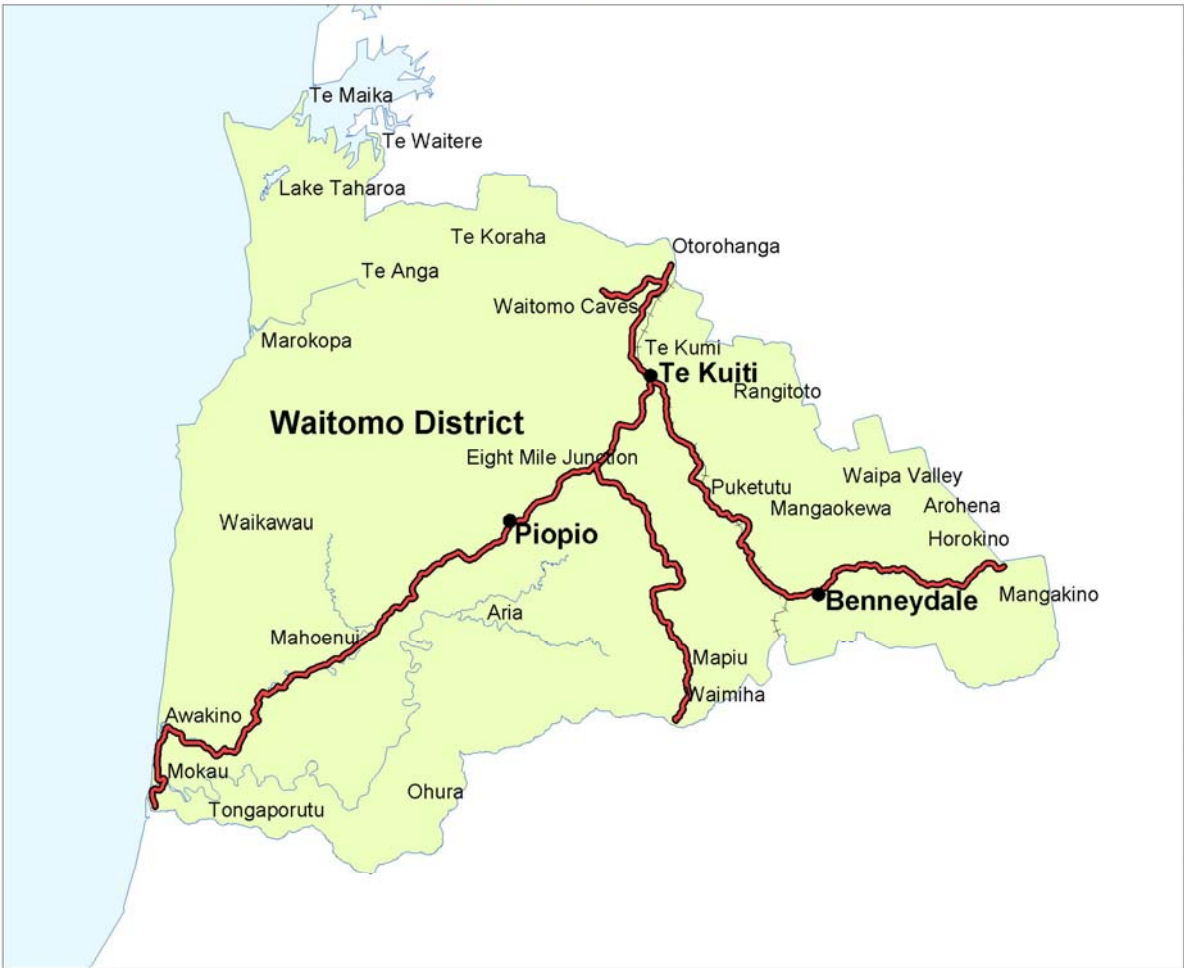 Te Maika
Te Waitere
Lake Taharoa
Te Koraha
Otorohanga
Te Anga
Waitomo Caves
Marokopa
Te Kumi
Te Kuiti
Rangitoto
Waitomo District
Eight Mile Junction
Waipa Valley
Puketutu
Mangaokewa
Arohena
Waikawau
Piopio
Horokino
Mangakino
Benneydale
Aria
Mahoenui
Mapiu
Waimiha
Awakino
Mokau
Ohura
Tongaporutu